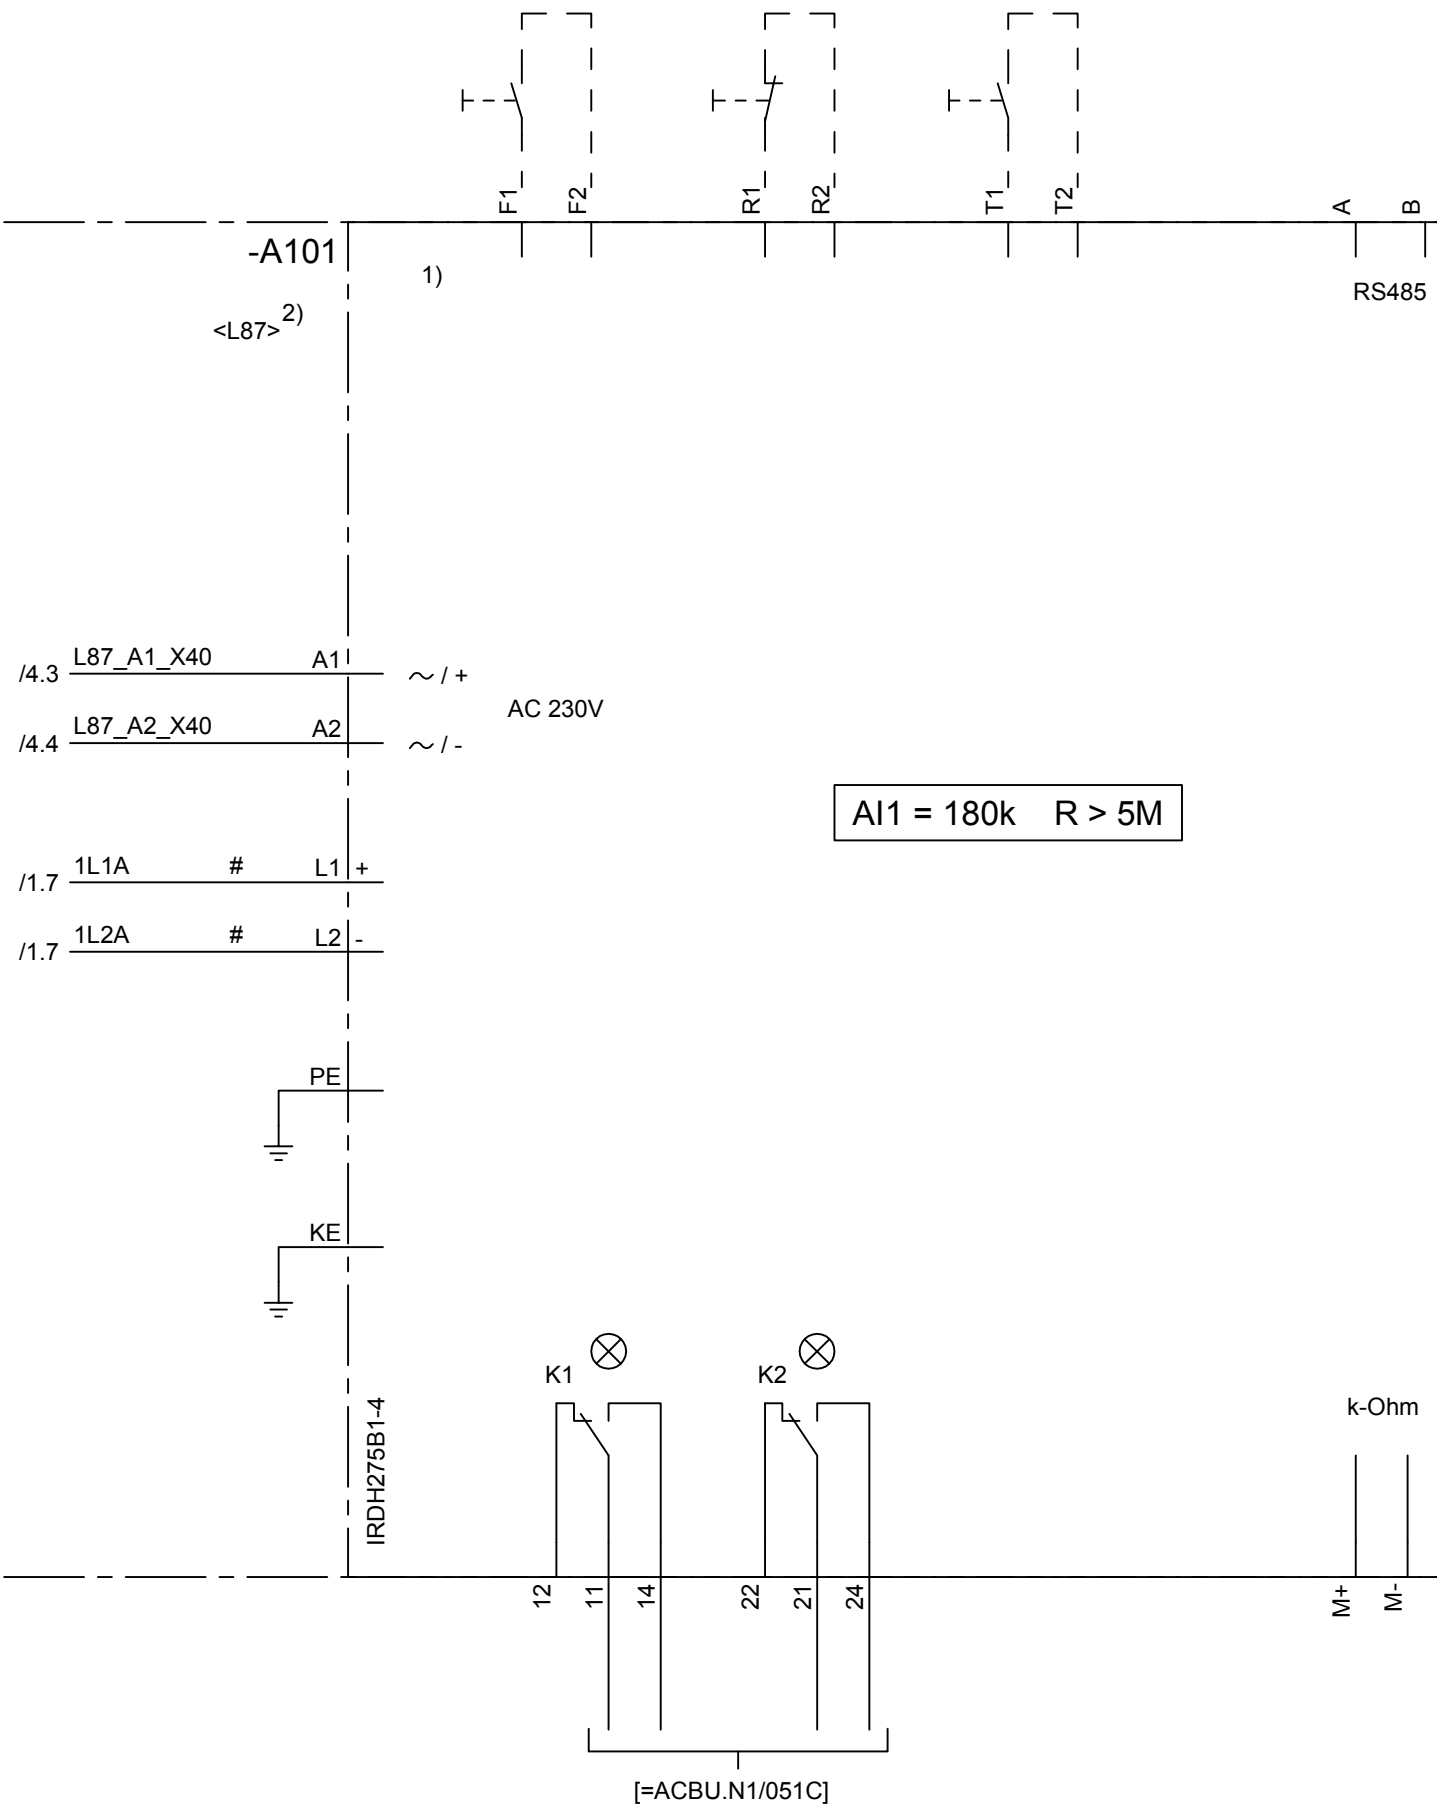 F1 F2 R1 R2 T1 T2 A B
-A101
1)
RS485
<L87> 2)
/4.3 L87_A1_X40 A1 ~ / +
AC 230V
/4.4 L87_A2_X40 A2 ~ / -
AI1 = 180k R > 5M
/1.7 1L1A # L1 +
/1.7 1L2A # L2 -
PE
KE
K1 K2
k-Ohm
IRDH275B1-4
12 11 14 22 21 24 M+ M-
[=ACBU.N1/051C]